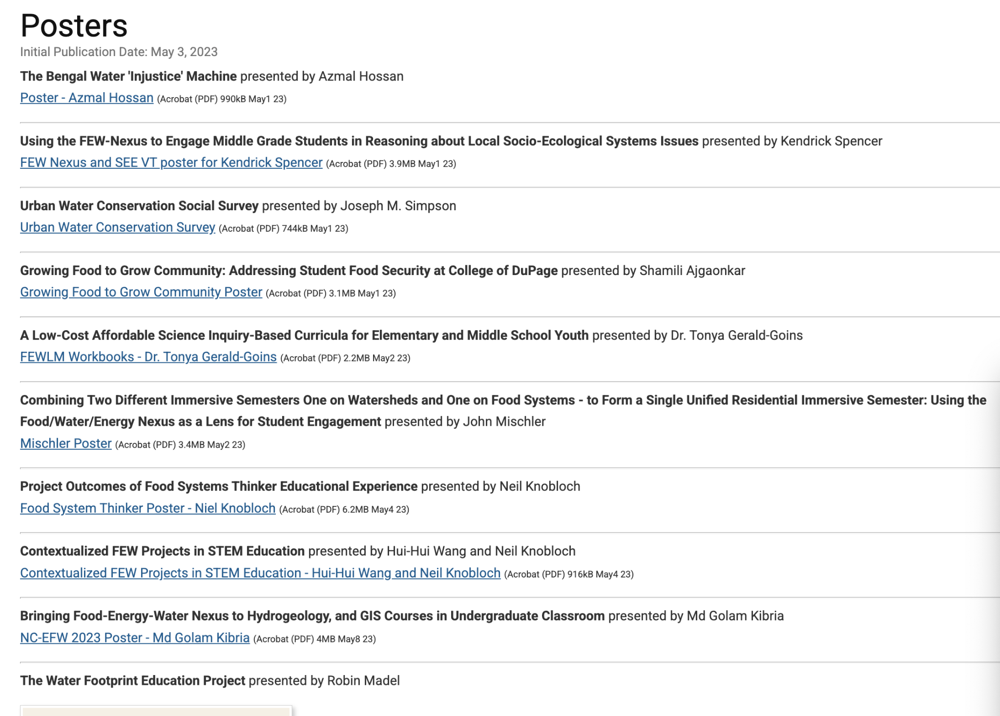 Posters
Initial Publication Date: May 3, 2023
The Bengal Water 'Injustice' Machine presented by Azmal Hossan
Poster - Azmal Hossan (Acrobat (PDF) 990kB May1 23)
Using the FEW-Nexus to Engage Middle Grade Students in Reasoning about Local Socio-Ecological Systems Issues presented by Kendrick Spencer
FEW Nexus and SEE VT poster for Kendrick Spencer (Acrobat (PDF) 3.9MB May1 23)
Urban Water Conservation Social Survey presented by Joseph M. Simpson
Urban Water Conservation Survey (Acrobat (PDF) 744kB May1 23)
Growing Food to Grow Community: Addressing Student Food Security at College of DuPage presented by Shamili Ajgaonkar
Growing Food to Grow Community Poster (Acrobat (PDF) 3.1MB May1 23)
A Low-Cost Affordable Science Inquiry-Based Curricula for Elementary and Middle School Youth presented by Dr. Tonya Gerald-Goins
FEWLM Workbooks - Dr. Tonya Gerald-Goins (Acrobat (PDF) 2.2MB May2 23)
Combining Two Different Immersive Semesters One on Watersheds and One on Food Systems - to Form a Single Unified Residential Immersive Semester: Using the
Food/Water/Energy Nexus as a Lens for Student Engagement presented by John Mischler
Mischler Poster (Acrobat (PDF) 3.4MB May2 23)
Project Outcomes of Food Systems Thinker Educational Experience presented by Neil Knobloch
Food System Thinker Poster - Niel Knobloch (Acrobat (PDF) 6.2MB May4 23)
Contextualized FEW Projects in STEM Education presented by Hui-Hui Wang and Neil Knobloch
Contextualized FEW Projects in STEM Education - Hui-Hui Wang and Neil Knobloch (Acrobat (PDF) 916kB May4 23)
Bringing Food-Energy-Water Nexus to Hydrogeology, and GIS Courses in Undergraduate Classroom presented by Md Golam Kibria
NC-EFW 2023 Poster - Md Golam Kibria (Acrobat (PDF) 4MB May8 23)
The Water Footprint Education Project presented by Robin Madel